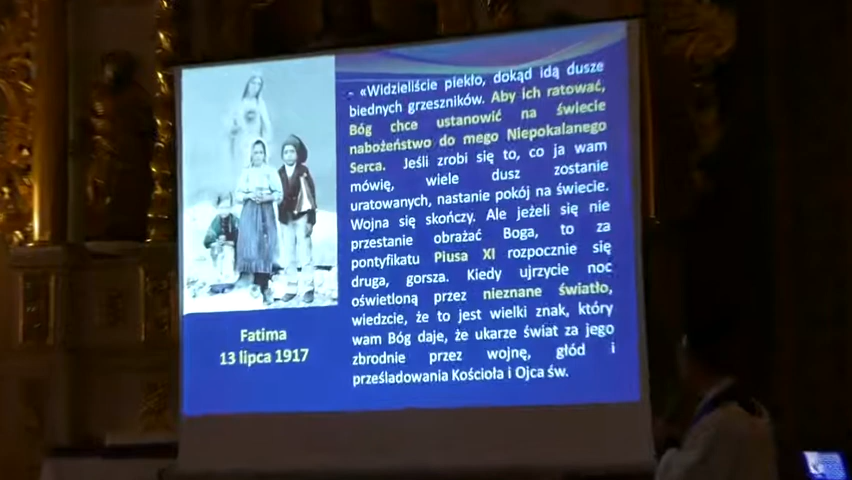 - «Widzieliście piekło, dokąd idą dusze
biednych grzeszników. Aby ich ratować,
Bóg chce ustanowić na świecie
nabożeństwo do mego Niepokalanego
Serca. Jeśli zrobi się to, co ja wam
mówię, wiele dusz zostanie
uratowanych, nastanie pokój na świecie.
Wojna się skończy. Ale jeżeli się nie
przestanie obrażać Boga, to za
pontyfikatu Piusa XI rozpocznie się
druga, gorsza. Kiedy ujrzycie noc
oświetloną przez nieznane światło,
wiedzcie, że to jest wielki znak, który
wam Bóg daje, że ukarze świat za jego
zbrodnie przez wojnę, głód i
prześladowania Kościoła i Ojca św.
Fatima
13 lipca 1917